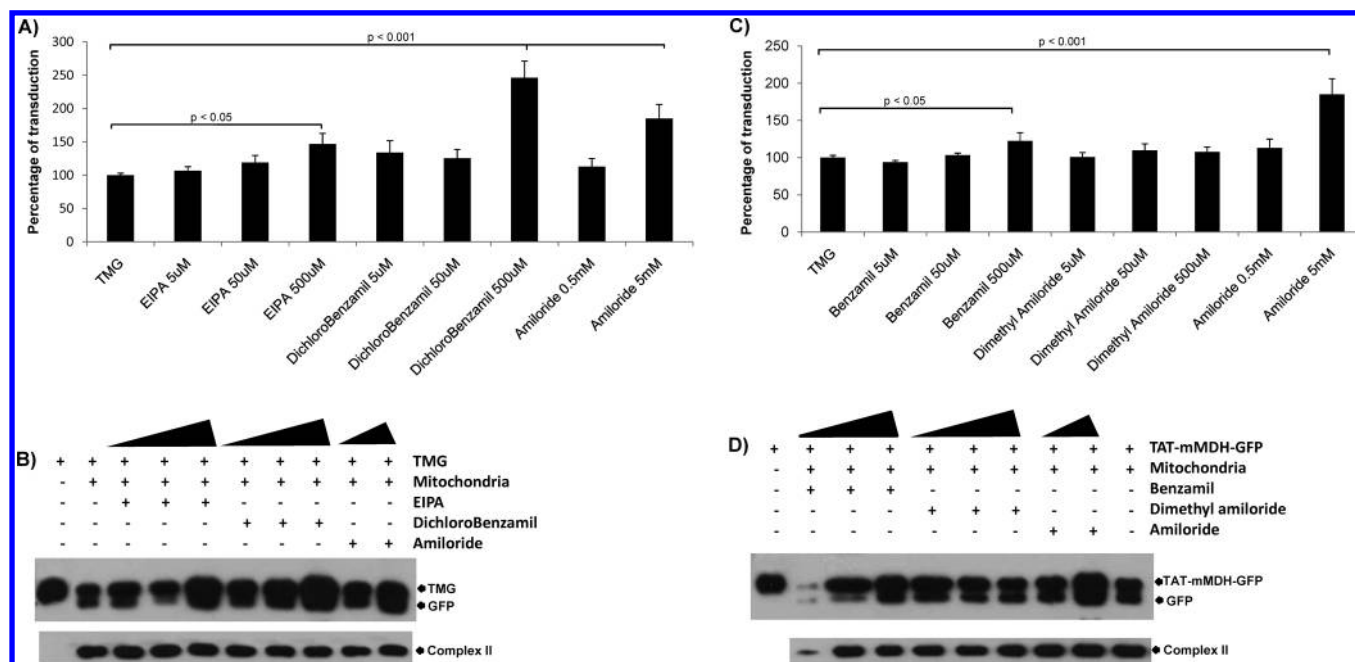 A)
Percentage of transduction
300
250
200
150
100
50
0
p < 0.001
p < 0.05
TMG
EIPA 5uM
EIPA 50uM
EIPA 500uM
DichloroBenzamil 5uM
DichloroBenzamil 50uM
DichloroBenzamil 500uM
Amiloride 0.5mM
Amiloride 5mM
C)
Percentage of transduction
250
200
150
100
50
0
p < 0.001
p < 0.05
TMG
Benzamil 5uM
Benzamil 50uM
Benzamil 500uM
Dimethyl Amiloride 5uM
Dimethyl Amiloride 50uM
Dimethyl Amiloride 500uM
Amiloride 0.5mM
Amiloride 5mM
B)
+ + + + + + + + + + TMG
- + + + + + + + + + Mitochondria
- - + + + - - - - - EIPA
- - - - - + + + - - DichloroBenzamil
- - - - - - - - + + Amiloride
TMG
GFP
Complex II
D)
+ + + + + + + + + + TAT-mMDH-GFP
- + + + + + + + + + Mitochondria
- + + + - - - - - - Benzamil
- - - - + + + - - - Dimethyl amiloride
- - - - - - - + + - Amiloride
TAT-mMDH-GFP
GFP
Complex II